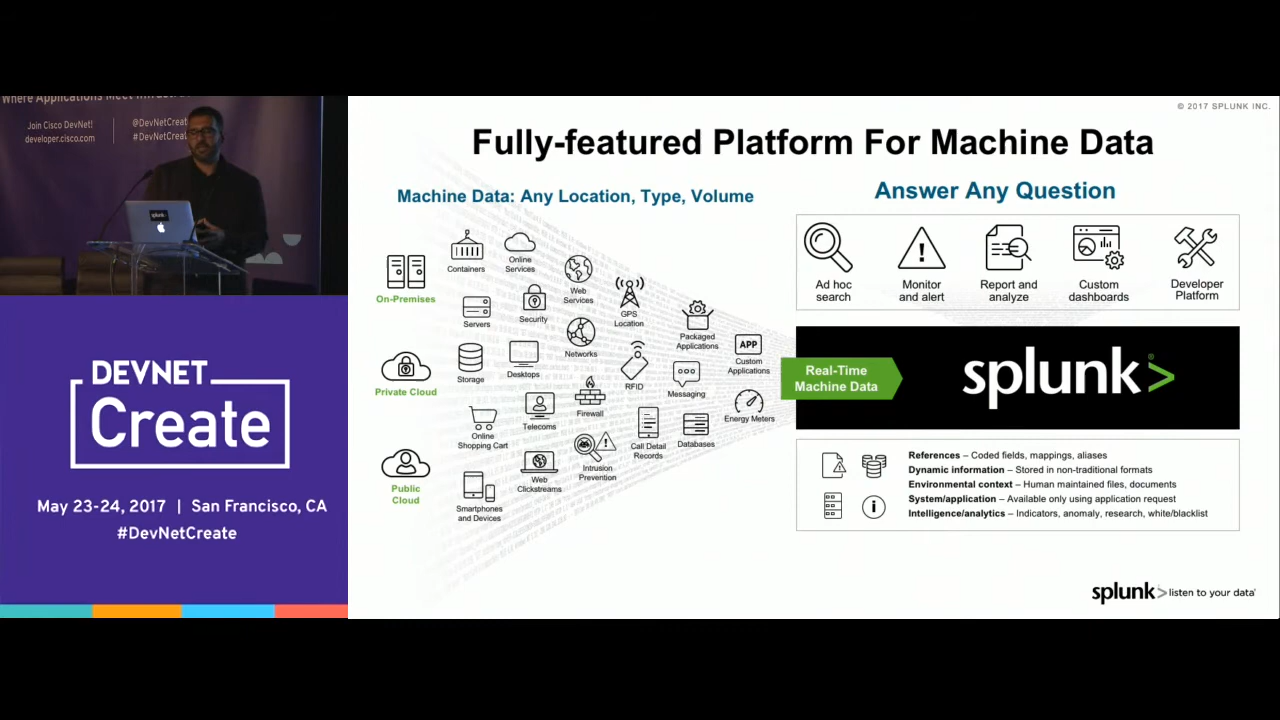 Where Applications Meet
Join Cisco DevNet!
developer.cisco.com
@DevNetCreat
#DevNetCreat
splunk>
DEVNET
Create
May 23-24, 2017 | San Francisco, CA
#DevNetCreate
© 2017 SPLUNK INC.
Fully-featured Platform For Machine Data
Machine Data: Any Location, Type, Volume
On-Premises
Private Cloud
Public
Cloud
Containers
Online
Services
Web
Services
Servers
Security
GPS
Location
Packaged
Applications
Networks
APP
Custom
Applications
Storage
Desktops
RFID
Messaging
Firewall
Energy Meters
Online
Shopping Cart
Telecoms
Call Detail
Records
Databases
Intrusion
Prevention
Web
Clickstreams
Smartphones
and Devices
Answer Any Question
Ad hoc
search
Monitor
and alert
Report and
analyze
Custom
dashboards
Developer
Platform
Real-Time
Machine Data
splunk>®
References – Coded fields, mappings, aliases
Dynamic information – Stored in non-traditional formats
Environmental context – Human maintained files, documents
System/application – Available only using application request
Intelligence/analytics – Indicators, anomaly, research, white/blacklist
splunk> listen to your data®